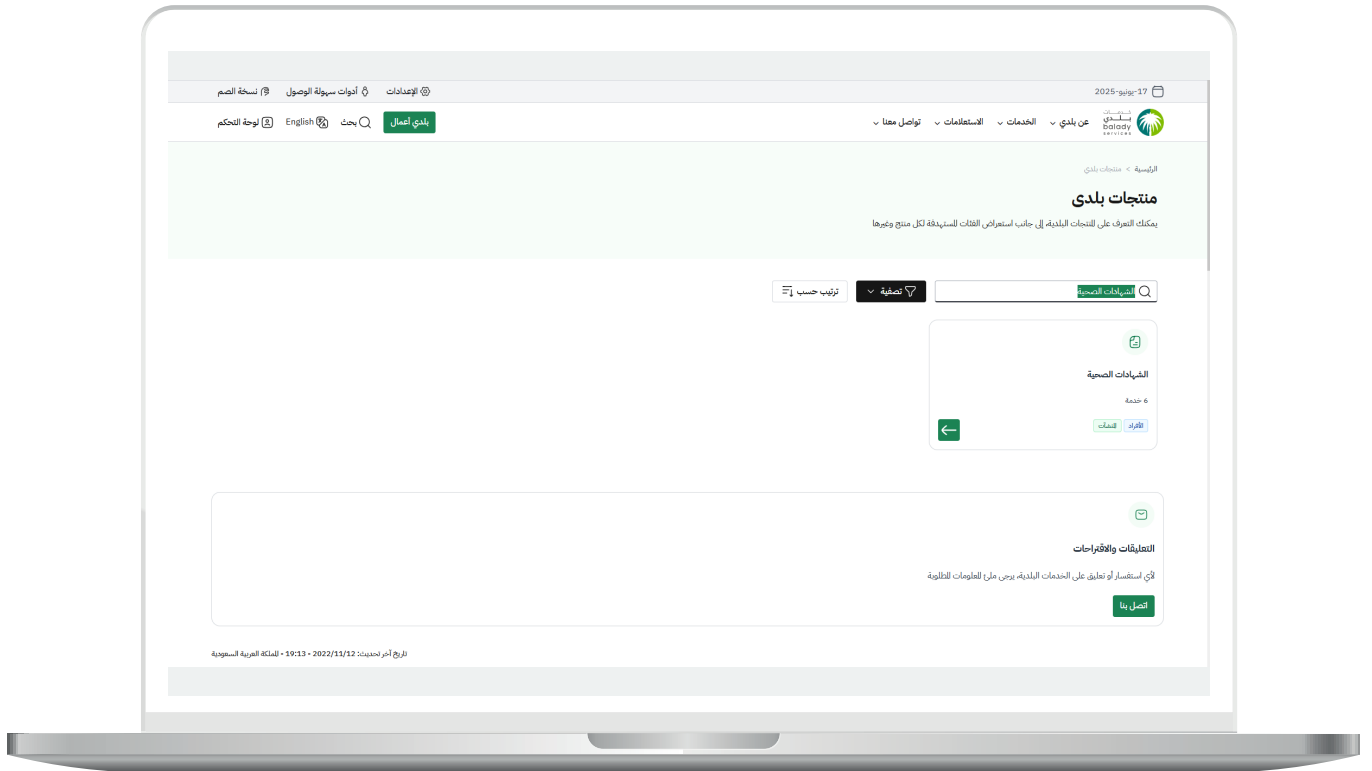 17-يونيو-2025
الإعدادات
أدوات سهولة الوصول
نسخة الصم
خدمات
بلدي
balady
services
عن بلدي
الخدمات
الاستعلامات
تواصل معنا
بلدي أعمال
بحث
English
لوحة التحكم
الرئيسية > منتجات بلدي
منتجات بلدى
يمكنك التعرف على المنتجات البلدية، إلى جانب استعراض الفئات المستهدفة لكل منتج وغيرها
الشهادات الصحية
تصفية
ترتيب حسب
الشهادات الصحية
6 خدمة
الأفراد
المنشآت
التعليقات والاقتراحات
لأي استفسار أو تعليق على الخدمات البلدية، يرجى ملئ المعلومات المطلوبة
اتصل بنا
تاريخ آخر تحديث: 2022/11/12 - 19:13 - المملكة العربية السعودية